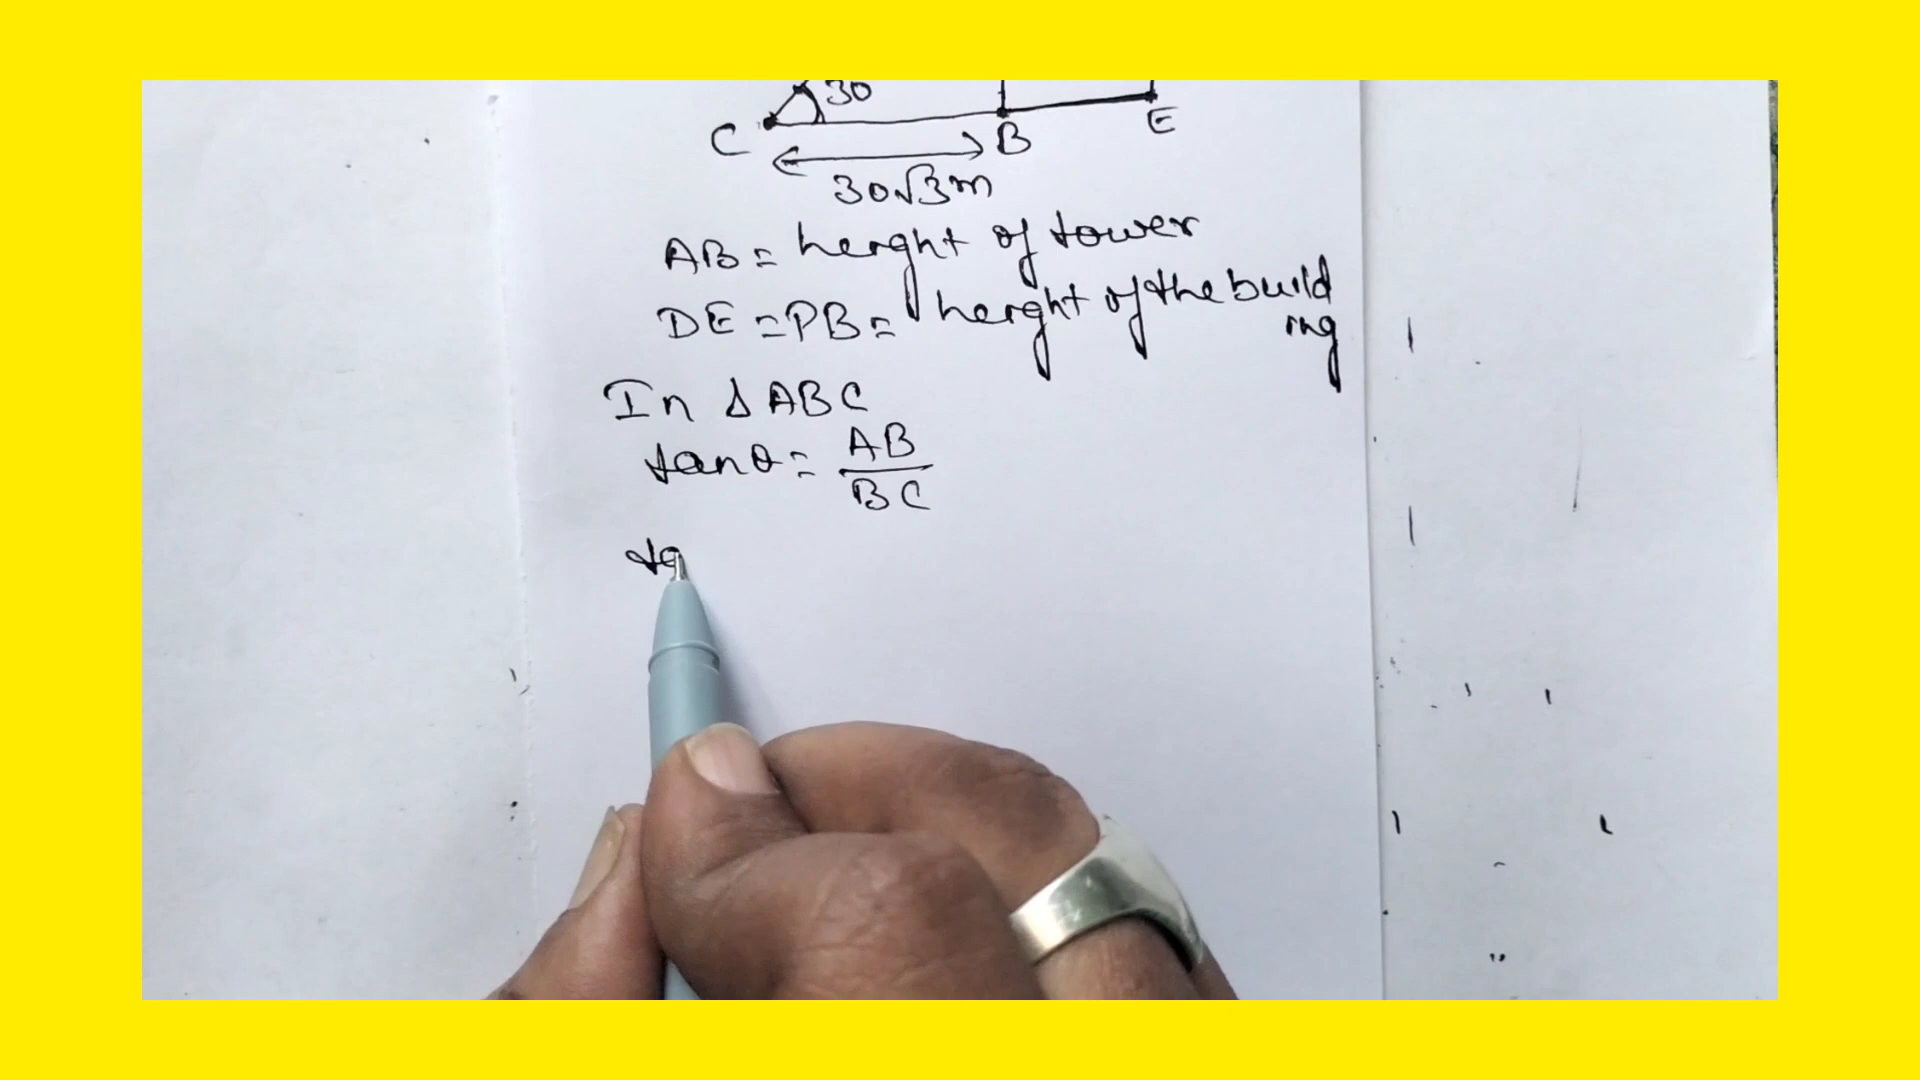 30
C B E
30√3m
AB = height of tower
DE = PB = height of the build
ing
In Δ ABC
tanθ = AB
BC
ta